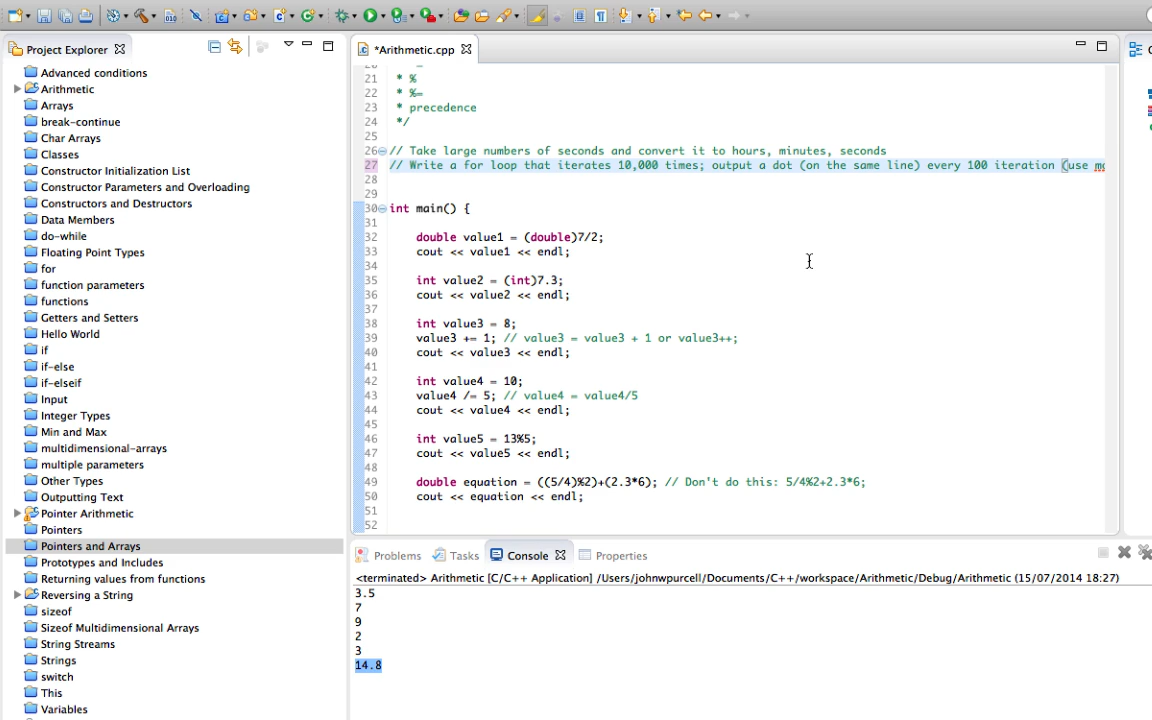 Project Explorer
Advanced conditions
Arithmetic
Arrays
break-continue
Char Arrays
Classes
Constructor Initialization List
Constructor Parameters and Overloading
Constructors and Destructors
Data Members
do-while
Floating Point Types
for
function parameters
functions
Getters and Setters
Hello World
if
if-else
if-elseif
Input
Integer Types
Min and Max
multidimensional-arrays
multiple parameters
Other Types
Outputting Text
Pointer Arithmetic
Pointers
Pointers and Arrays
Prototypes and Includes
Returning values from functions
Reversing a String
sizeof
Sizeof Multidimensional Arrays
String Streams
Strings
switch
This
Variables
*Arithmetic.cpp
21 * %
22 * %=
23 * precedence
24 */
25
26 // Take large numbers of seconds and convert it to hours, minutes, seconds
27 // Write a for loop that iterates 10,000 times; output a dot (on the same line) every 100 iteration (use mo
28
29
30 int main() {
31
32 double value1 = (double)7/2;
33 cout << value1 << endl;
34
35 int value2 = (int)7.3;
36 cout << value2 << endl;
37
38 int value3 = 8;
39 value3 += 1; // value3 = value3 + 1 or value3++;
40 cout << value3 << endl;
41
42 int value4 = 10;
43 value4 /= 5; // value4 = value4/5
44 cout << value4 << endl;
45
46 int value5 = 13%5;
47 cout << value5 << endl;
48
49 double equation = ((5/4)%2)+(2.3*6); // Don't do this: 5/4%2+2.3*6;
50 cout << equation << endl;
51
52
Problems Tasks Console Properties
<terminated> Arithmetic [C/C++ Application] /Users/johnwpurcell/Documents/C++/workspace/Arithmetic/Debug/Arithmetic (15/07/2014 18:27)
3.5
7
9
2
3
14.8